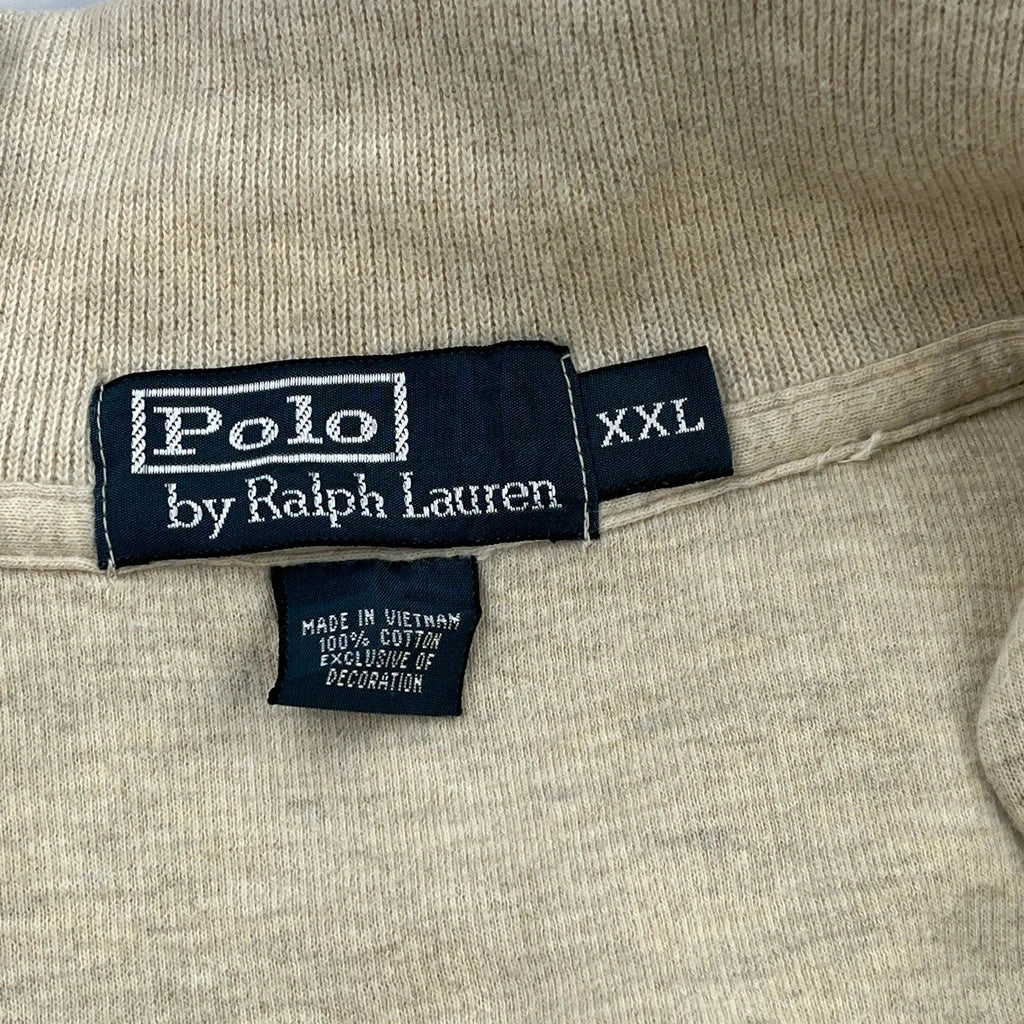 Polo
by Ralph Lauren
XXL
MADE IN VIETNAM
100% COTTON
EXCLUSIVE OF
DECORATION